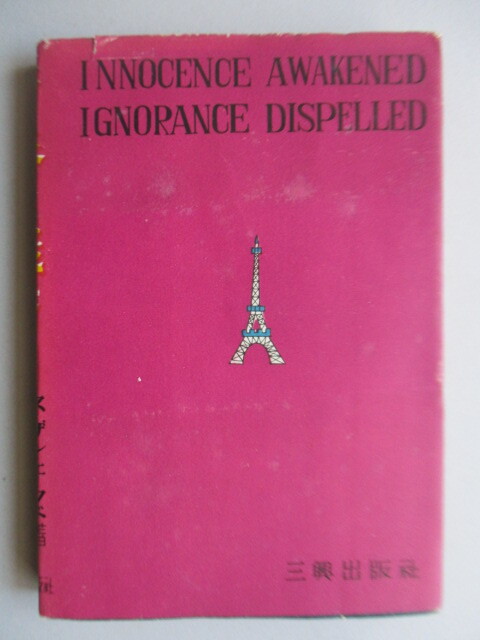 INNOCENCE AWAKENED
IGNORANCE DISPELLED
三興出版社